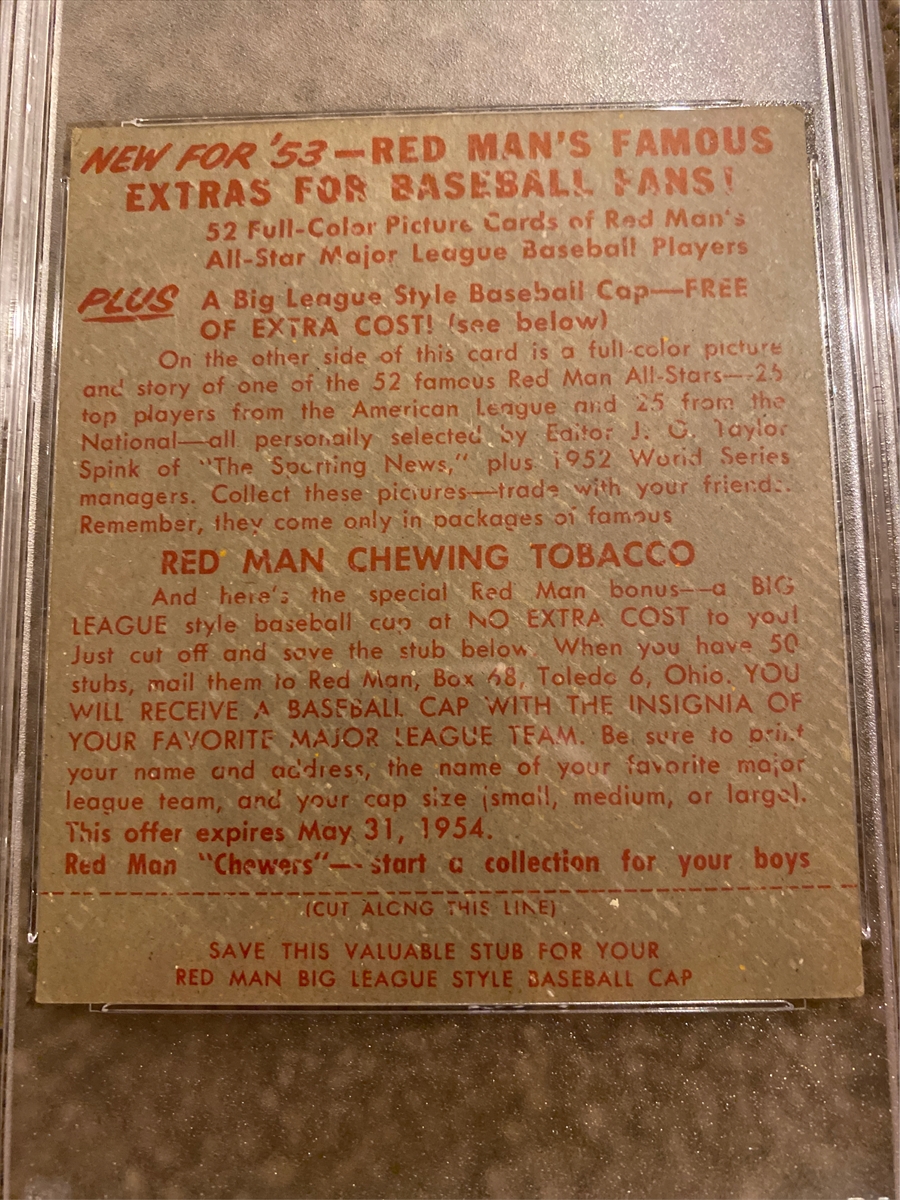 NEW FOR '53—RED MAN'S FAMOUS
EXTRAS FOR BASEBALL FANS!
52 Full-Color Picture Cards of Red Man's
All-Star Major League Baseball Players
PLUS A Big League Style Baseball Cap—FREE
OF EXTRA COST! (see below)
On the other side of this card is a full-color picture
and story of one of the 52 famous Red Man All-Stars—25
top players from the American League and 25 from the
National—all personally selected by Editor J. G. Taylor
Spink of "The Sporting News," plus 1952 World Series
managers. Collect these pictures—trade with your friends.
Remember, they come only in packages of famous
RED MAN CHEWING TOBACCO
And here's the special Red Man bonus—a BIG
LEAGUE style baseball cap at NO EXTRA COST to you!
Just cut off and save the stub below. When you have 50
stubs, mail them to Red Man, Box 68, Toledo 6, Ohio. YOU
WILL RECEIVE A BASEBALL CAP WITH THE INSIGNIA OF
YOUR FAVORITE MAJOR LEAGUE TEAM. Be sure to print
your name and address, the name of your favorite major
league team, and your cap size (small, medium, or large).
This offer expires May 31, 1954.
Red Man "Chewers"—start a collection for your boys
(CUT ALONG THIS LINE)
SAVE THIS VALUABLE STUB FOR YOUR
RED MAN BIG LEAGUE STYLE BASEBALL CAP